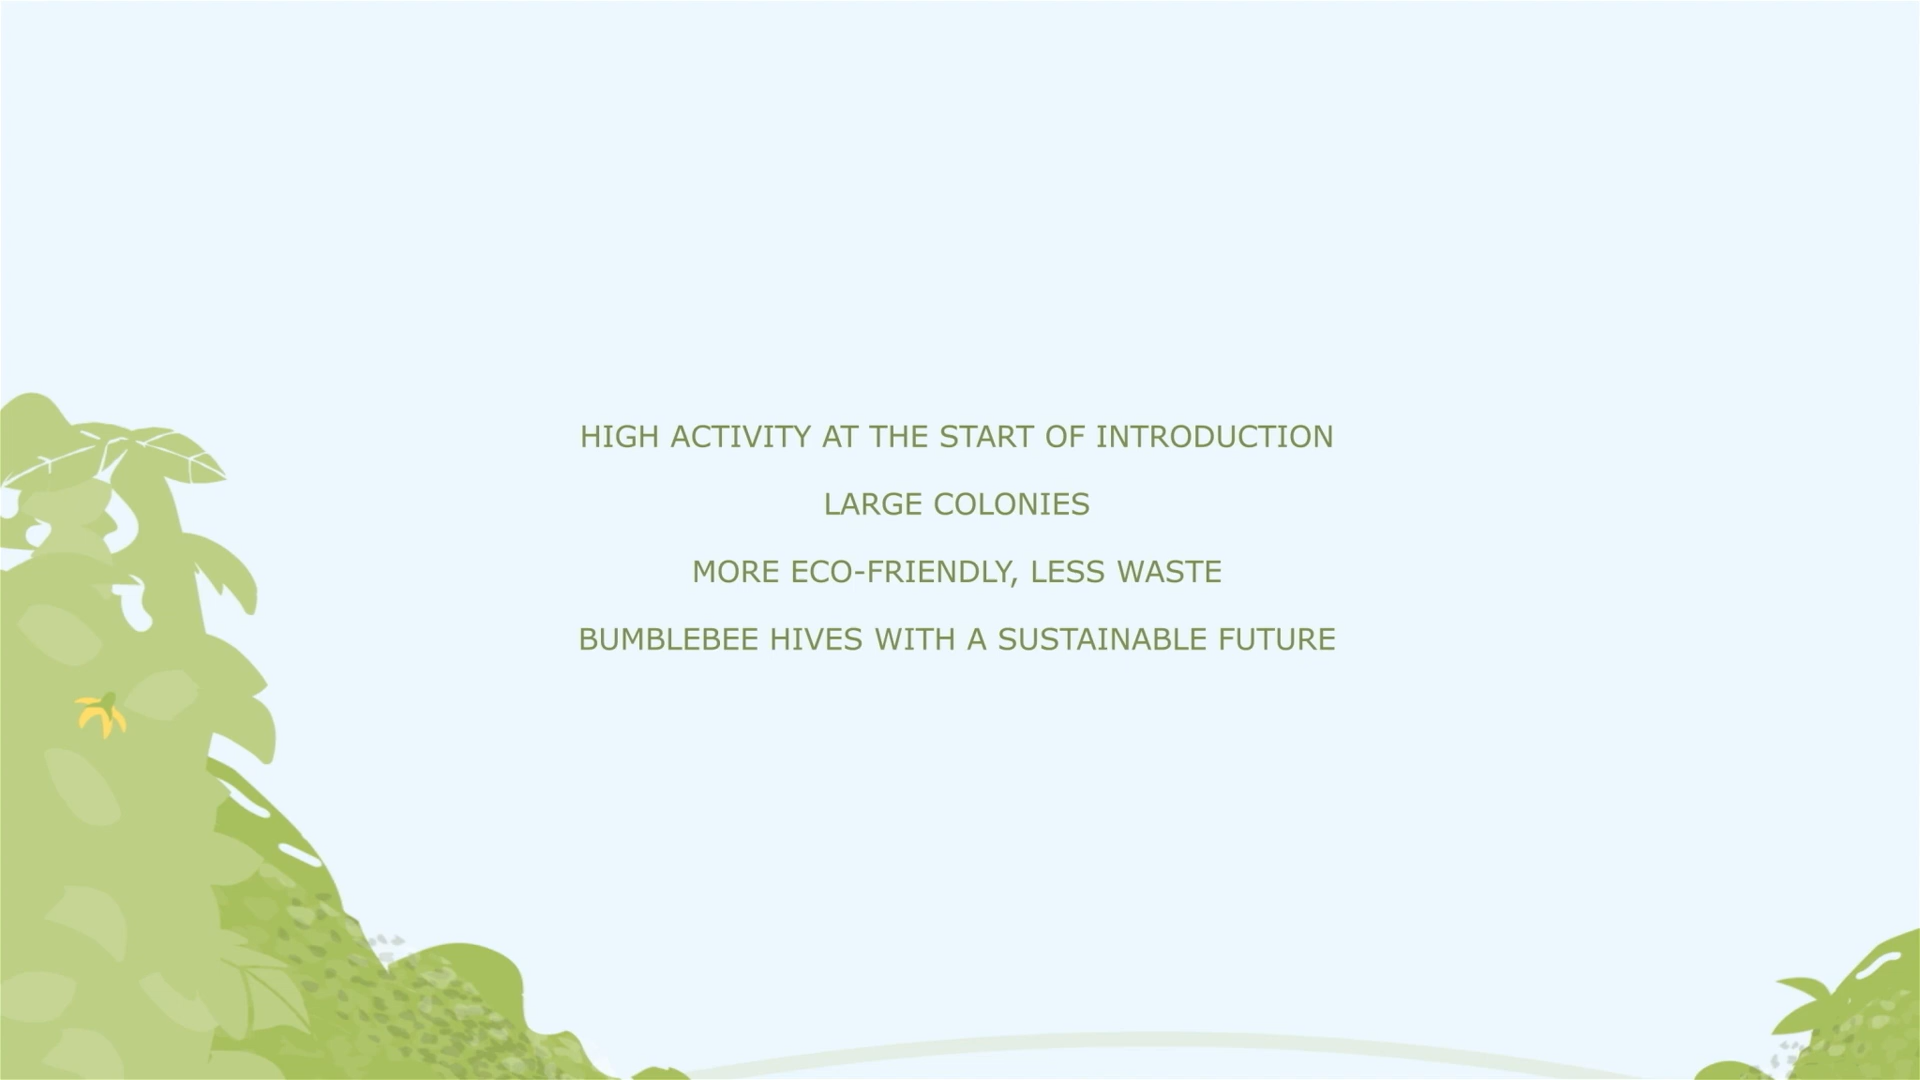 HIGH ACTIVITY AT THE START OF INTRODUCTION
LARGE COLONIES
MORE ECO-FRIENDLY, LESS WASTE
BUMBLEBEE HIVES WITH A SUSTAINABLE FUTURE